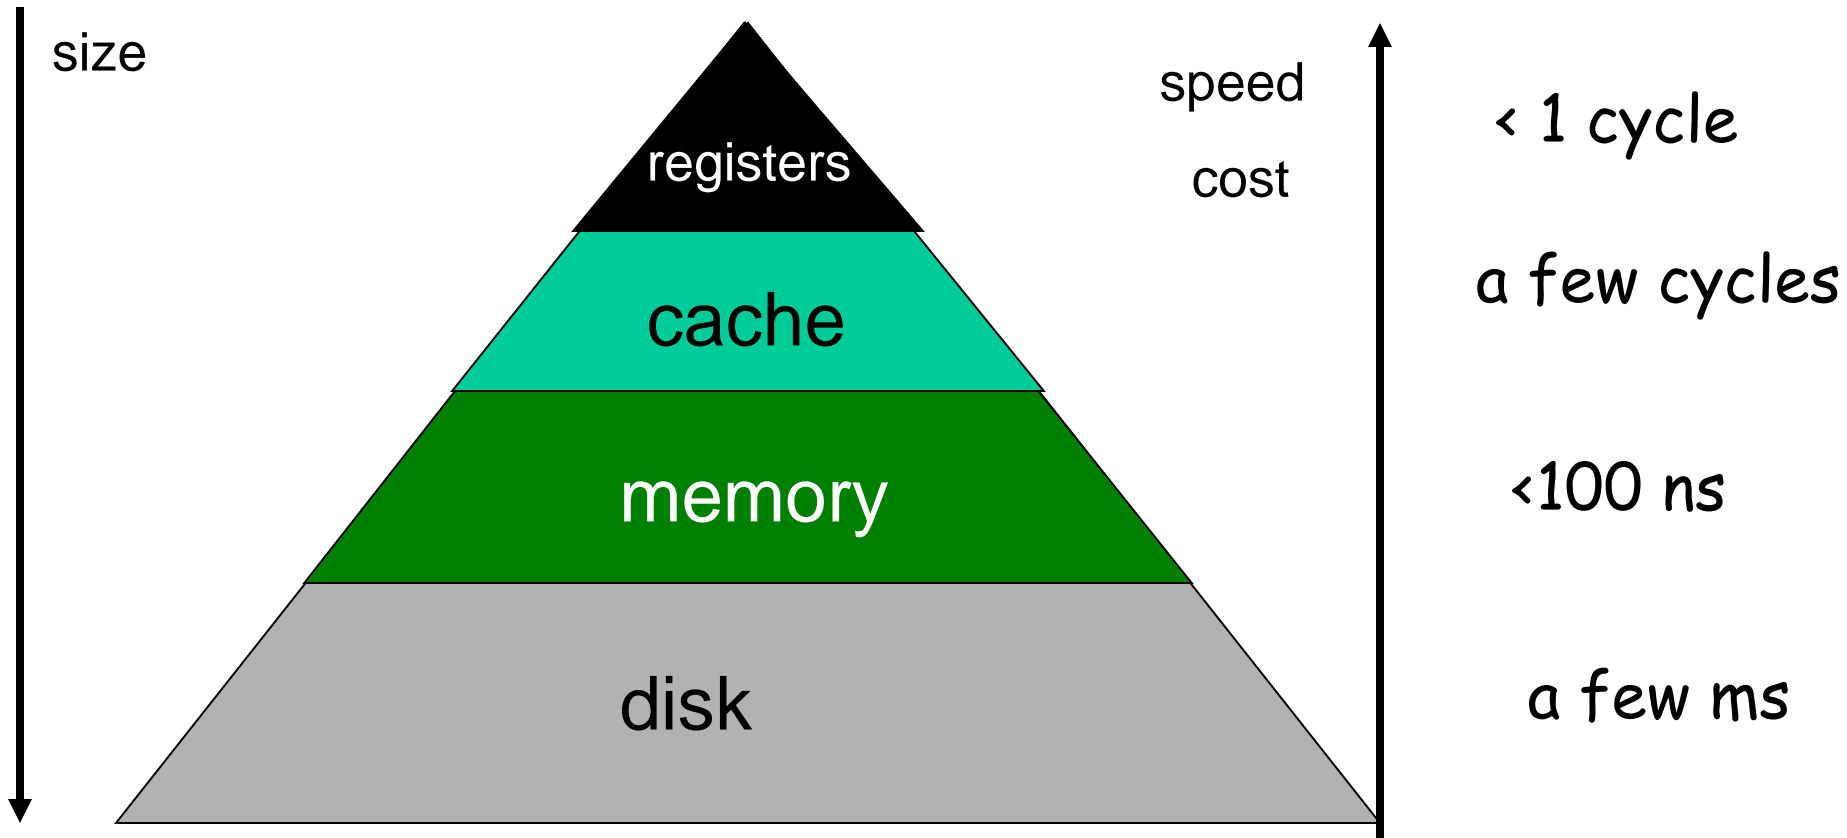 size
speed
cost
registers
cache
memory
disk
< 1 cycle
a few cycles
<100 ns
a few ms